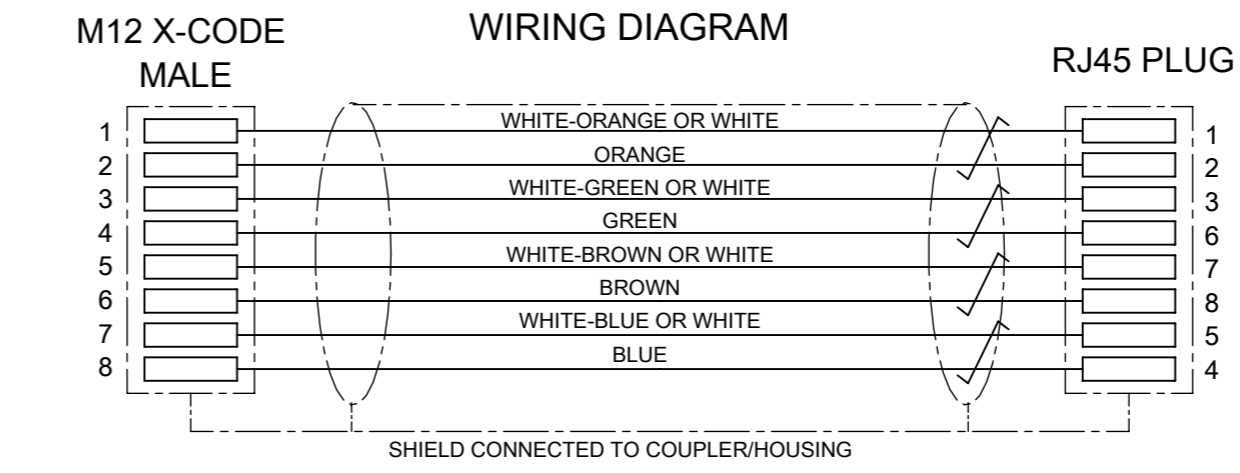 M12 X-CODE
MALE
WIRING DIAGRAM
RJ45 PLUG
1 WHITE-ORANGE OR WHITE 1
2 ORANGE 2
3 WHITE-GREEN OR WHITE 3
4 GREEN 6
5 WHITE-BROWN OR WHITE 7
6 BROWN 8
7 WHITE-BLUE OR WHITE 5
8 BLUE 4
SHIELD CONNECTED TO COUPLER/HOUSING